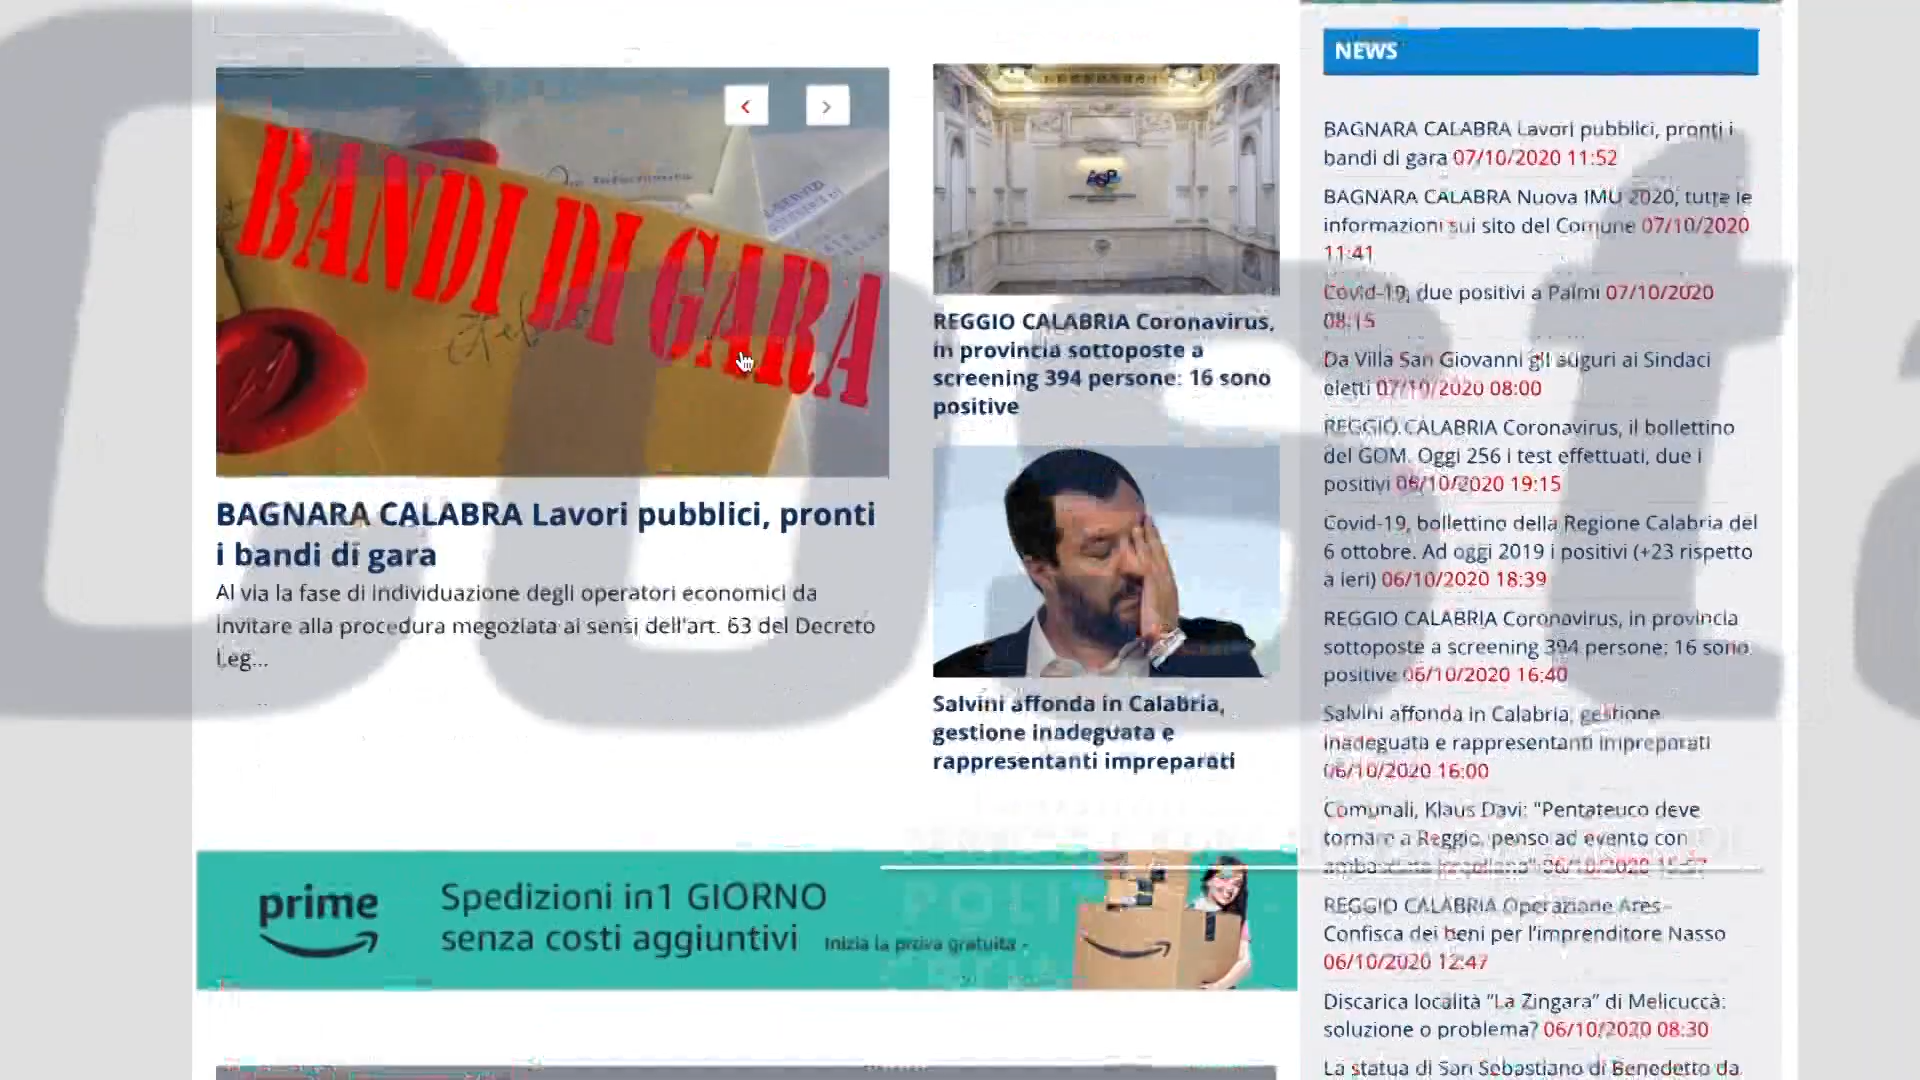 BANDI DI GARA
BAGNARA CALABRA Lavori pubblici, pronti
i bandi di gara
Al via la fase di individuazione degli operatori economici da
invitare alla procedura megoziata ai sensi dell'art. 63 del Decreto
Leg...
ASP
REGGIO CALABRIA Coronavirus,
in provincia sottoposte a
screening 394 persone: 16 sono
positive
Salvini affonda in Calabria,
gestione inadeguata e
rappresentanti impreparati
prime
Spedizioni in1 GIORNO
senza costi aggiuntivi
Inizia la prova gratuita
NEWS
BAGNARA CALABRA Lavori pubblici, pronti i
bandi di gara 07/10/2020 11:52
BAGNARA CALABRA Nuova IMU 2020, tutte le
informazioni sui sito del Comune 07/10/2020
11:41
Covid-19, due positivi a Palmi 07/10/2020
08:15
Da Villa San Giovanni gli auguri ai Sindaci
eletti 07/10/2020 08:00
REGGIO CALABRIA Coronavirus, il bollettino
del GOM. Oggi 256 i test effettuati, due i
positivi 06/10/2020 19:15
Covid-19, bollettino della Regione Calabria del
6 ottobre. Ad oggi 2019 i positivi (+23 rispetto
a ieri) 06/10/2020 18:39
REGGIO CALABRIA Coronavirus, in provincia
sottoposte a screening 394 persone: 16 sono
positive 06/10/2020 16:40
Salvini affonda in Calabria, gestione
inadeguata e rappresentanti impreparati
06/10/2020 16:00
Comunali, Klaus Davi: "Pentateuco deve
tornare a Reggio, penso ad evento con
REGGIO CALABRIA Operazione Ares-
Confisca dei beni per l'imprenditore Nasso
06/10/2020 12:47
Discarica località "La Zingara" di Melicuccà:
soluzione o problema? 06/10/2020 08:30
La statua di San Sebastiano di Benedetto da